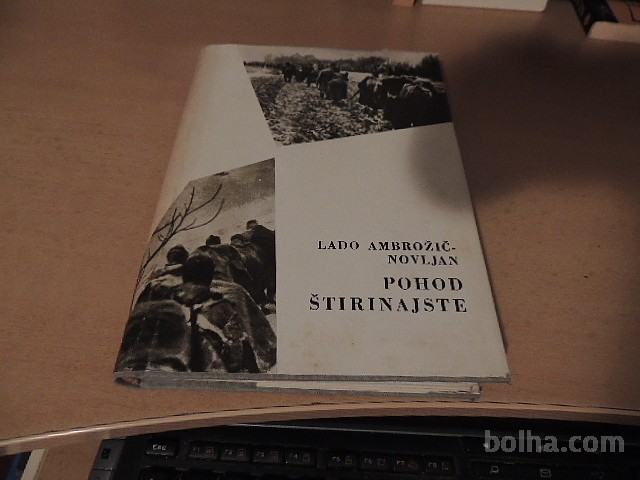 LADO AMBROŽIČ-
NOVLJAN
POHOD
ŠTIRINAJSTE
bolha.com